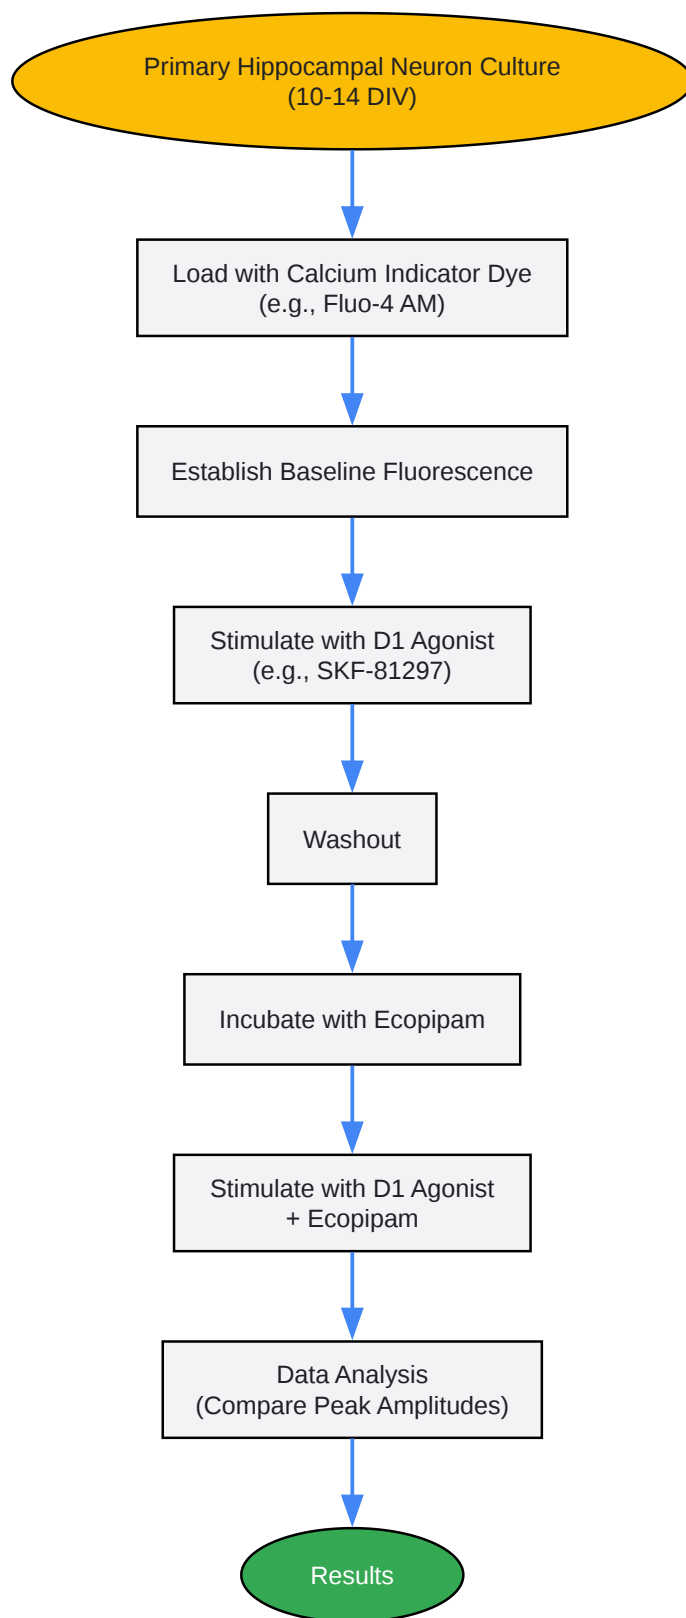 Primary Hippocampal Neuron Culture
(10-14 DIV)
Load with Calcium Indicator Dye
(e.g., Fluo-4 AM)
Establish Baseline Fluorescence
Stimulate with D1 Agonist
(e.g., SKF-81297)
Washout
Incubate with Ecopipam
Stimulate with D1 Agonist
+ Ecopipam
Data Analysis
(Compare Peak Amplitudes)
Results